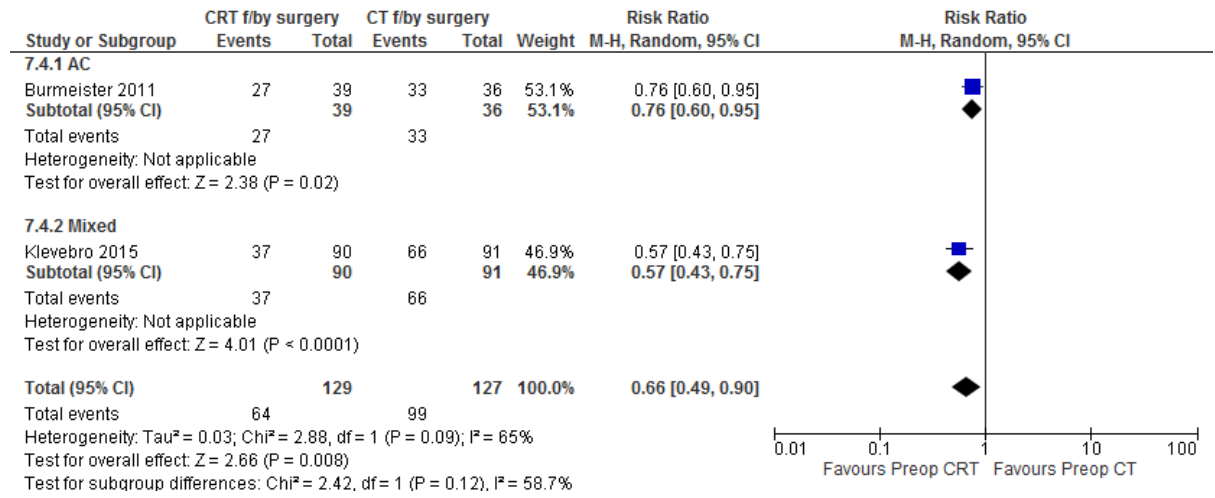 CRT f/by surgery CT f/by surgery Risk Ratio Risk Ratio
Study or Subgroup Events Total Events Total Weight M-H, Random, 95% CI M-H, Random, 95% CI
7.4.1 AC
Burmeister 2011 27 39 33 36 53.1% 0.76 [0.60, 0.95]
Subtotal (95% CI) 39 36 53.1% 0.76 [0.60, 0.95]
Total events 27 33
Heterogeneity: Not applicable
Test for overall effect: Z = 2.38 (P = 0.02)
7.4.2 Mixed
Klevebro 2015 37 90 66 91 46.9% 0.57 [0.43, 0.75]
Subtotal (95% CI) 90 91 46.9% 0.57 [0.43, 0.75]
Total events 37 66
Heterogeneity: Not applicable
Test for overall effect: Z = 4.01 (P < 0.0001)
Total (95% CI) 129 127 100.0% 0.66 [0.49, 0.90]
Total events 64 99
Heterogeneity: Tau² = 0.03; Chi² = 2.88, df = 1 (P = 0.09); I² = 65%
Test for overall effect: Z = 2.66 (P = 0.008)
Test for subgroup differences: Chi² = 2.42, df = 1 (P = 0.12), I² = 58.7%
0.01 0.1 1 10 100
Favours Preop CRT Favours Preop CT